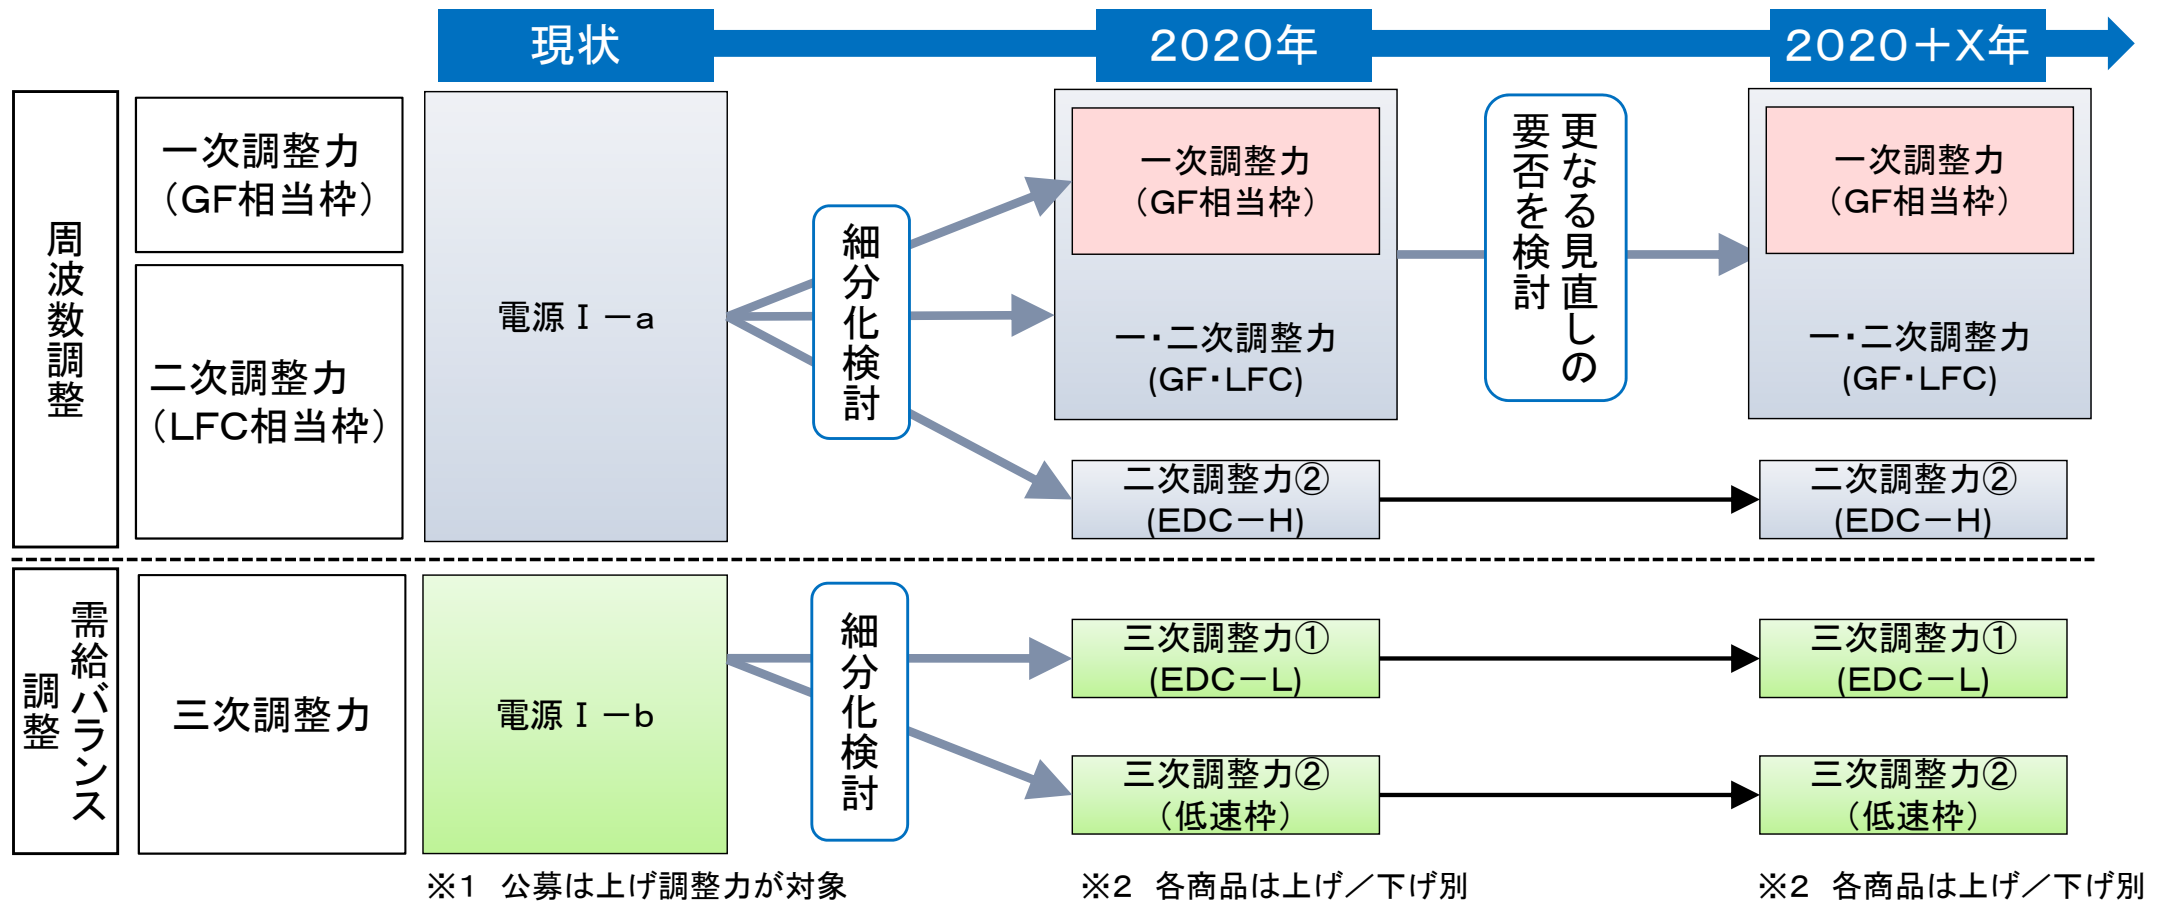 現状
2020年
2020+X年
周波数調整
一次調整力
(GF相当枠)
二次調整力
(LFC相当枠)
電源Ⅰ-a
細分化検討
一次調整力
(GF相当枠)
一・二次調整力
(GF・LFC)
更なる見直しの
要否を検討
一次調整力
(GF相当枠)
一・二次調整力
(GF・LFC)
二次調整力②
(EDC-H)
二次調整力②
(EDC-H)
需給バランス
調整
三次調整力
電源Ⅰ-b
細分化検討
三次調整力①
(EDC-L)
三次調整力①
(EDC-L)
三次調整力②
(低速枠)
三次調整力②
(低速枠)
※1 公募は上げ調整力が対象
※2 各商品は上げ/下げ別
※2 各商品は上げ/下げ別